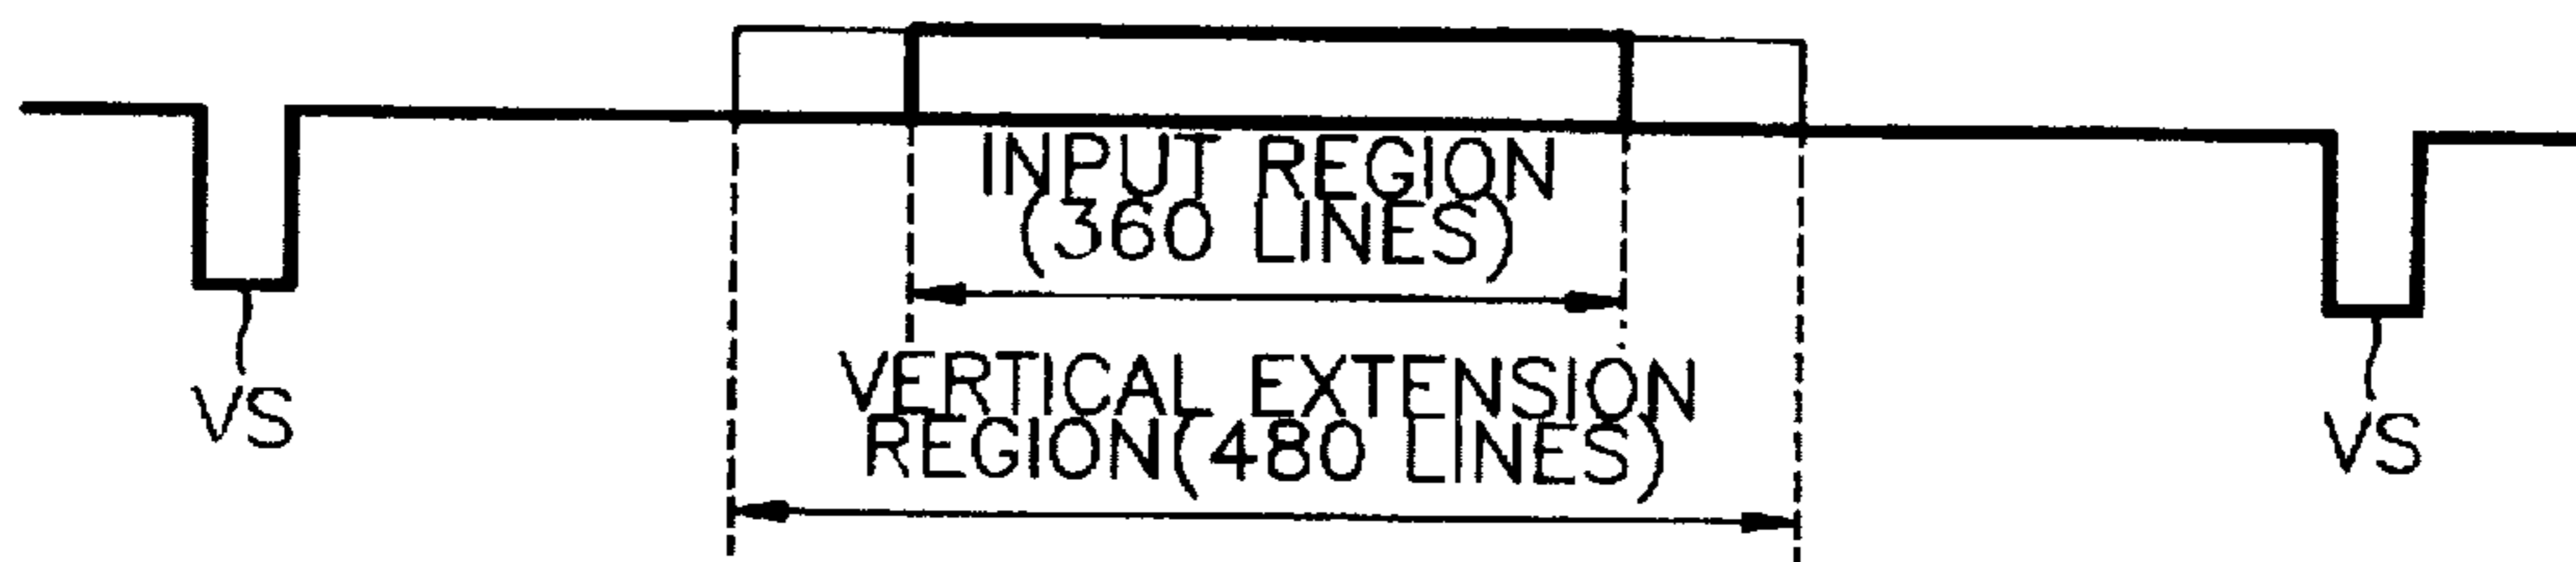 INPUT REGION
(360 LINES)
VERTICAL EXTENSION
REGION(480 LINES)
VS
VS